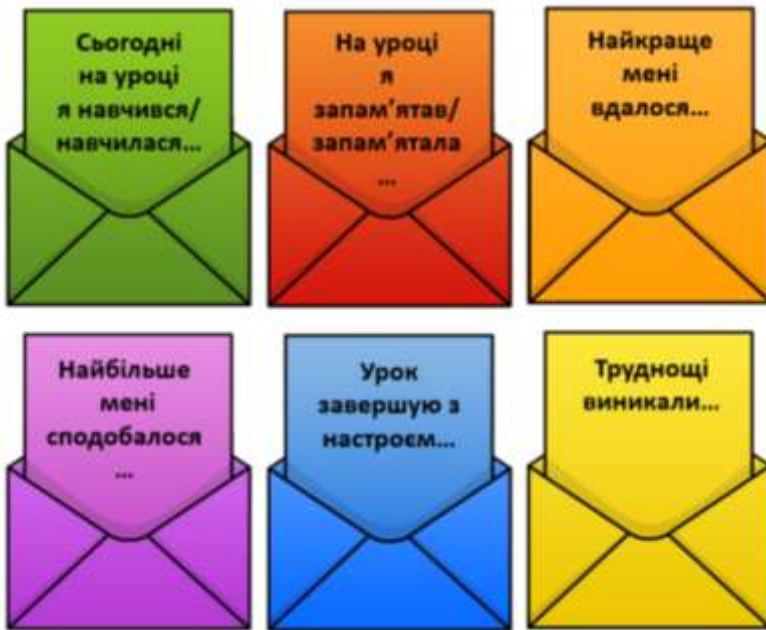 Сьогодні
на уроці
я навчився/
навчилася...
На уроці
я
запам'ятав/
запам'ятала
...
Найкраще
мені
вдалося...
Найбільше
мені
сподобалося
...
Урок
завершую з
настроєм...
Труднощі
виникали...